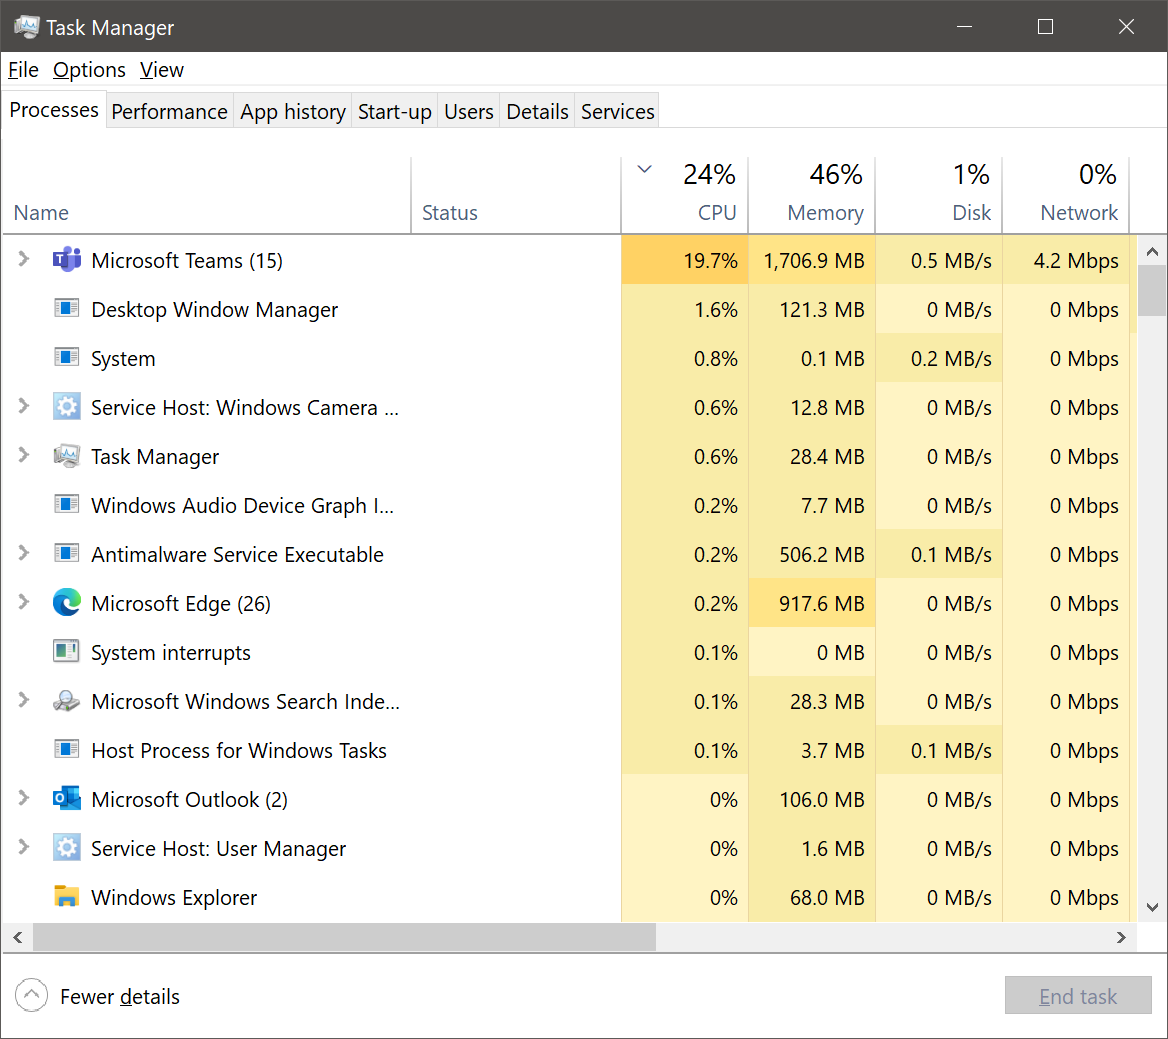 Task Manager
File Options View
Processes Performance App history Start-up Users Details Services
24% 46% 1% 0%
Name Status CPU Memory Disk Network
Microsoft Teams (15) 19.7% 1,706.9 MB 0.5 MB/s 4.2 Mbps
Desktop Window Manager 1.6% 121.3 MB 0 MB/s 0 Mbps
System 0.8% 0.1 MB 0.2 MB/s 0 Mbps
Service Host: Windows Camera ... 0.6% 12.8 MB 0 MB/s 0 Mbps
Task Manager 0.6% 28.4 MB 0 MB/s 0 Mbps
Windows Audio Device Graph I... 0.2% 7.7 MB 0 MB/s 0 Mbps
Antimalware Service Executable 0.2% 506.2 MB 0.1 MB/s 0 Mbps
Microsoft Edge (26) 0.2% 917.6 MB 0 MB/s 0 Mbps
System interrupts 0.1% 0 MB 0 MB/s 0 Mbps
Microsoft Windows Search Inde... 0.1% 28.3 MB 0 MB/s 0 Mbps
Host Process for Windows Tasks 0.1% 3.7 MB 0.1 MB/s 0 Mbps
Microsoft Outlook (2) 0% 106.0 MB 0 MB/s 0 Mbps
Service Host: User Manager 0% 1.6 MB 0 MB/s 0 Mbps
Windows Explorer 0% 68.0 MB 0 MB/s 0 Mbps
Fewer details End task